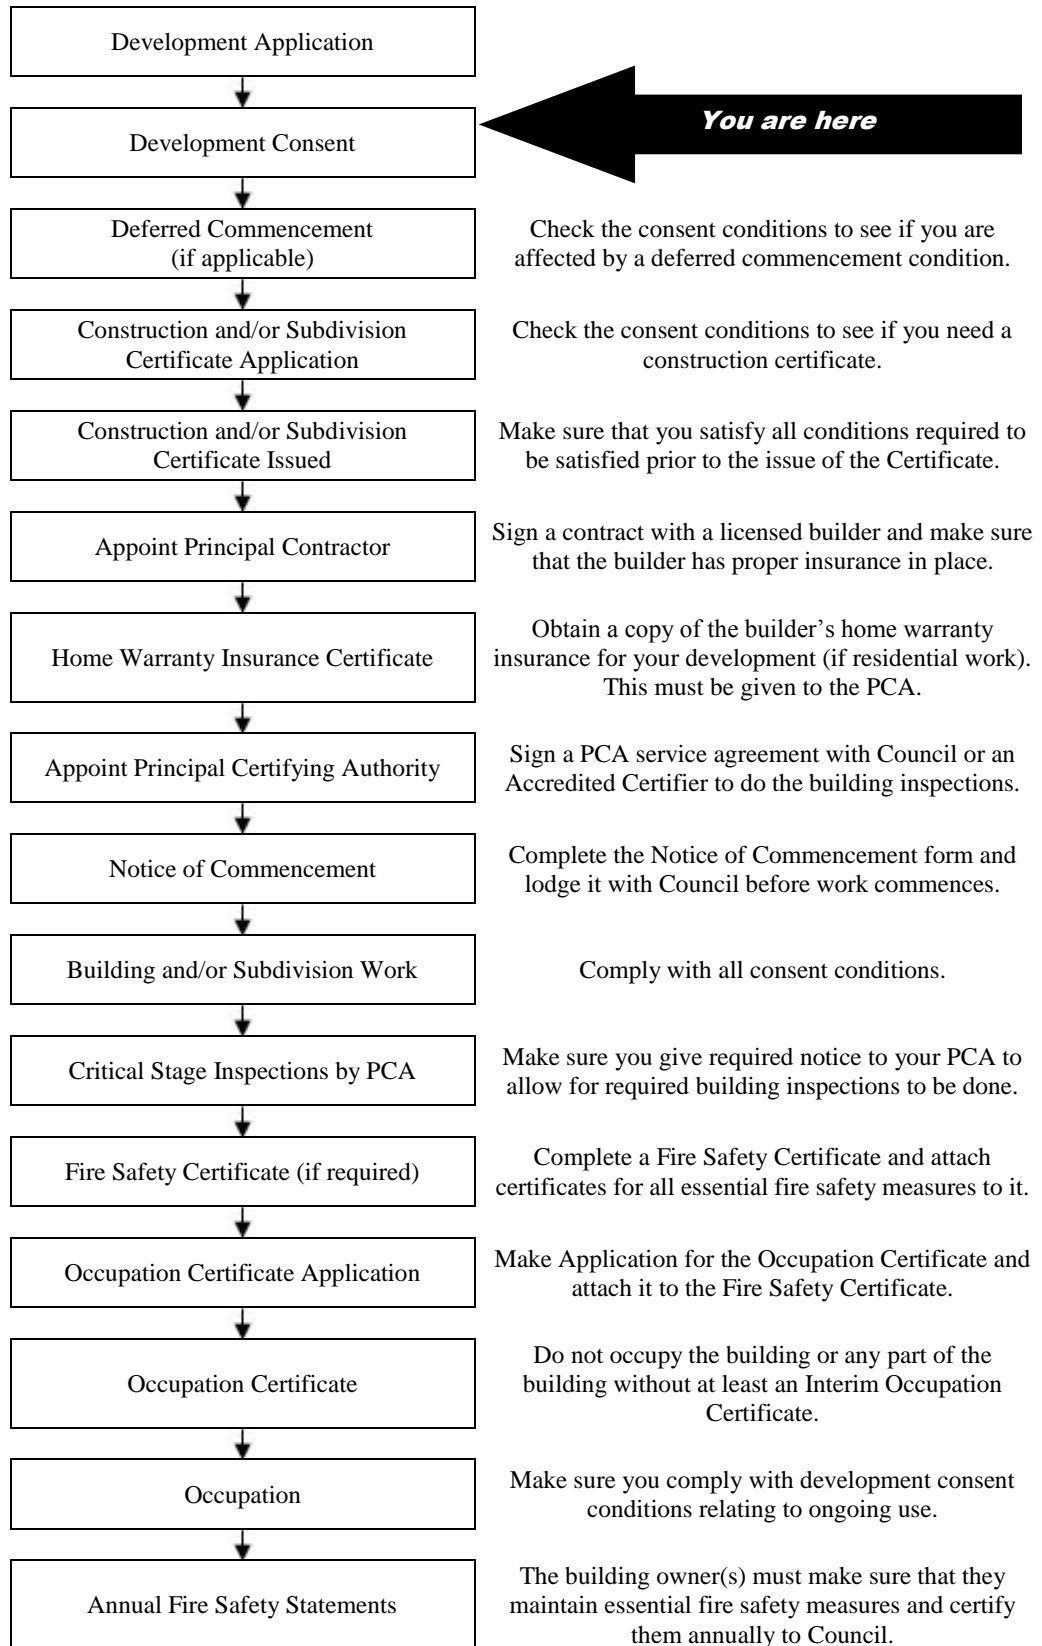 Development Application
Development Consent
You are here
Deferred Commencement
(if applicable)
Check the consent conditions to see if you are
affected by a deferred commencement condition.
Construction and/or Subdivision
Certificate Application
Check the consent conditions to see if you need a
construction certificate.
Construction and/or Subdivision
Certificate Issued
Make sure that you satisfy all conditions required to
be satisfied prior to the issue of the Certificate.
Appoint Principal Contractor
Sign a contract with a licensed builder and make sure
that the builder has proper insurance in place.
Home Warranty Insurance Certificate
Obtain a copy of the builder’s home warranty
insurance for your development (if residential work).
This must be given to the PCA.
Appoint Principal Certifying Authority
Sign a PCA service agreement with Council or an
Accredited Certifier to do the building inspections.
Notice of Commencement
Complete the Notice of Commencement form and
lodge it with Council before work commences.
Building and/or Subdivision Work
Comply with all consent conditions.
Critical Stage Inspections by PCA
Make sure you give required notice to your PCA to
allow for required building inspections to be done.
Fire Safety Certificate (if required)
Complete a Fire Safety Certificate and attach
certificates for all essential fire safety measures to it.
Occupation Certificate Application
Make Application for the Occupation Certificate and
attach it to the Fire Safety Certificate.
Occupation Certificate
Do not occupy the building or any part of the
building without at least an Interim Occupation
Certificate.
Occupation
Make sure you comply with development consent
conditions relating to ongoing use.
Annual Fire Safety Statements
The building owner(s) must make sure that they
maintain essential fire safety measures and certify
them annually to Council.